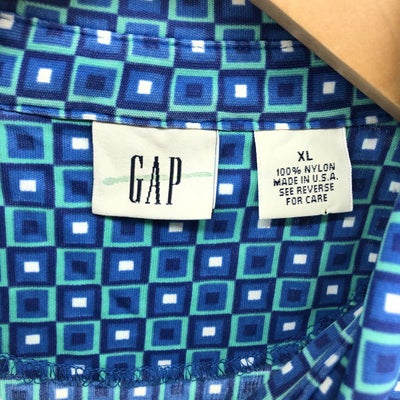 GAP
XL
100% NYLON
MADE IN U.S.A.
SEE REVERSE
FOR CARE